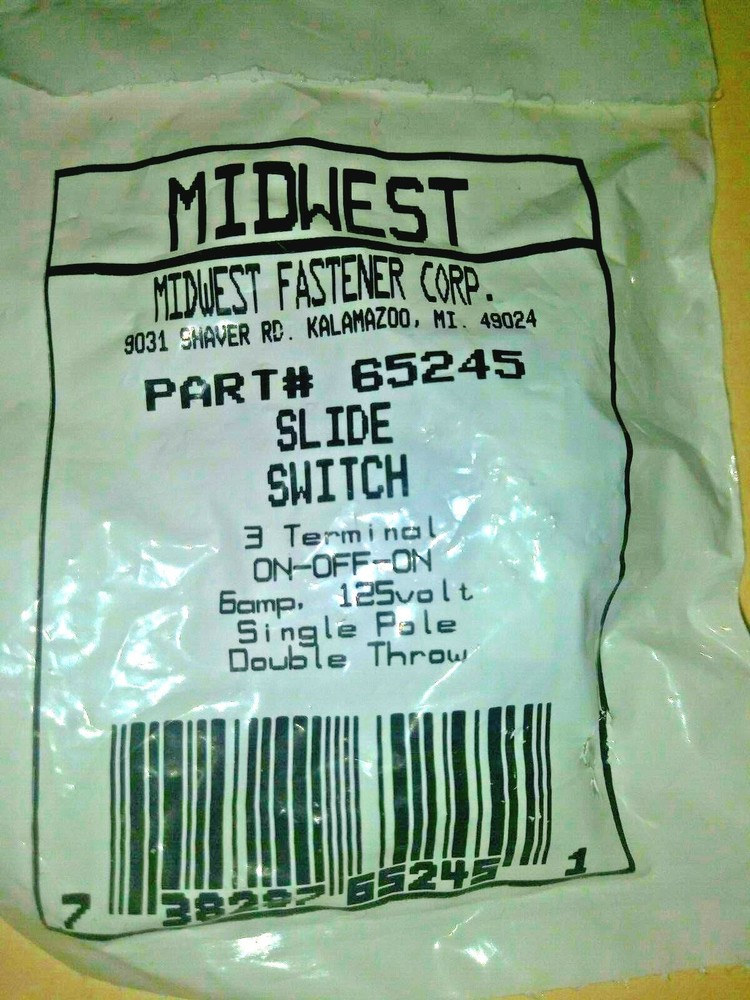 MIDWEST
MIDWEST FASTENER CORP.
9031 SHAVER RD. KALAMAZOO, MI. 49024
PART# 65245
SLIDE
SWITCH
3 Terminal
ON-OFF-ON
6amp. 125volt
Single Pole
Double Throw
7 38287 65245 1